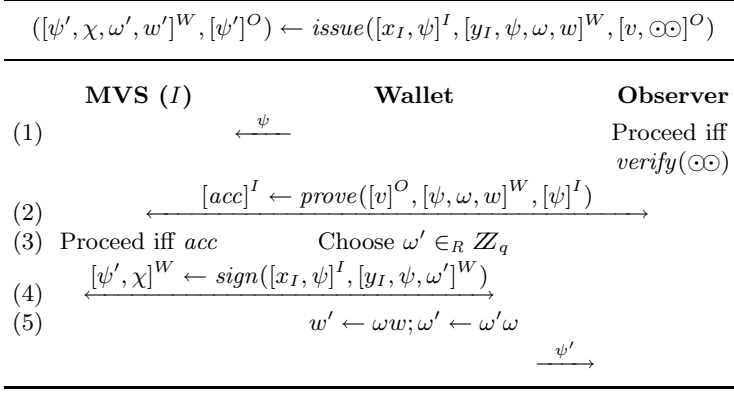 ([ψ′, χ, ω′, w′]^W, [ψ′]^O) ← issue([x_I, ψ]^I, [y_I, ψ, ω, w]^W, [v, ⊙⊙]^O)
MVS (I) Wallet Observer
(1) ←ψ— Proceed iff
verify(⊙⊙)
(2) [acc]^I ← prove([v]^O, [ψ, ω, w]^W, [ψ]^I)
(3) Proceed iff acc Choose ω′ ∈_R ℤ_q
(4) [ψ′, χ]^W ← sign([x_I, ψ]^I, [y_I, ψ, ω′]^W)
(5) w′ ← ωw; ω′ ← ω′ω
—ψ′→